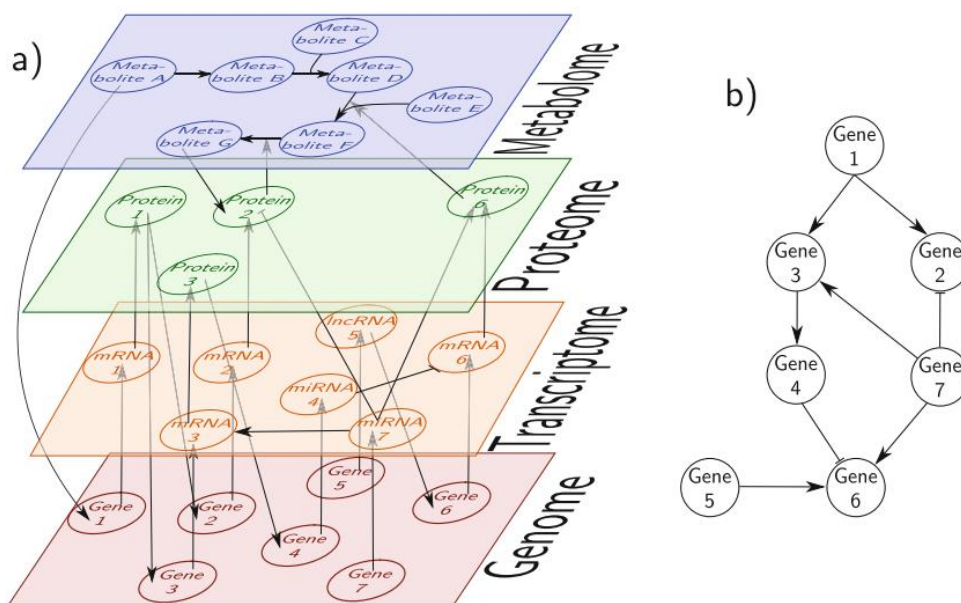 a)
Meta-
bolite C
Meta-
bolite A
Meta-
bolite B
Meta-
bolite D
Meta-
bolite E
Meta-
bolite G
Meta-
bolite F
Metabolome
Protein
1
Protein
2
Protein
6
Protein
3
Proteome
lncRNA
5
mRNA
1
mRNA
2
mRNA
6
miRNA
4
mRNA
3
miRNA
7
Transcriptome
Gene
5
Gene
1
Gene
2
Gene
6
Gene
4
Gene
3
Gene
7
Genome
b)
Gene
1
Gene
3
Gene
2
Gene
4
Gene
7
Gene
5
Gene
6